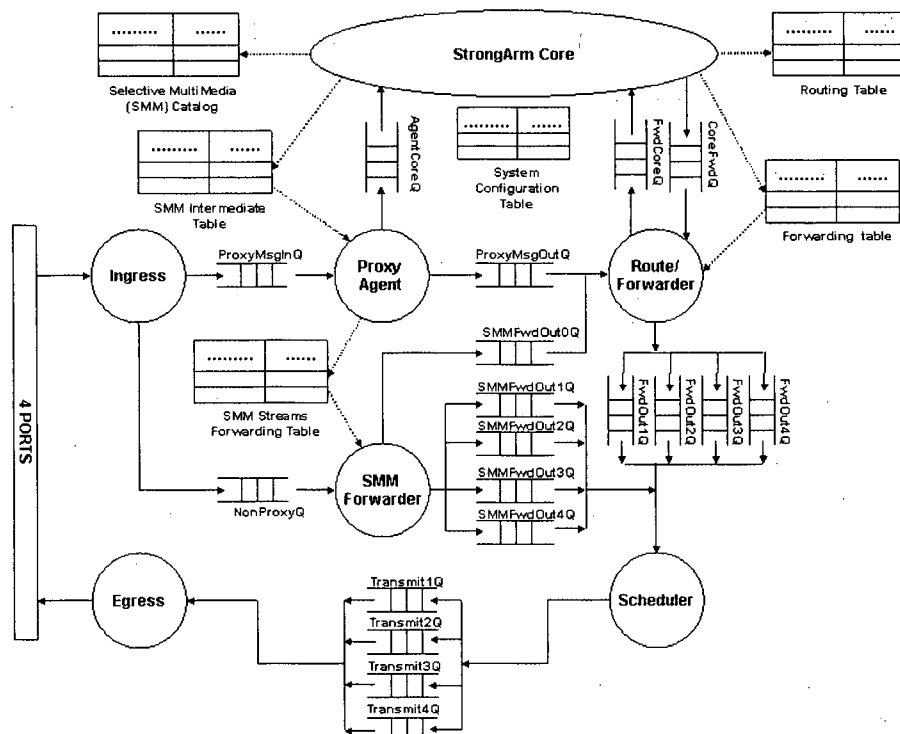 StrongArm Core
Selective MultiMedia
(SMM) Catalog
Routing Table
AgentCoreQ
FwdCoreQ
CoreFwdQ
System
Configuration
Table
SMM Intermediate
Table
Forwarding table
4 PORTS
Ingress
ProxyMsgInQ
Proxy
Agent
ProxyMsgOutQ
Route/
Forwarder
SMMFwdOut0Q
SMM Streams
Forwarding Table
SMMFwdOut1Q
SMMFwdOut2Q
SMMFwdOut3Q
SMMFwdOut4Q
FwdOut1Q
FwdOut2Q
FwdOut3Q
FwdOut4Q
NonProxyQ
SMM
Forwarder
Egress
Transmit1Q
Transmit2Q
Transmit3Q
Transmit4Q
Scheduler